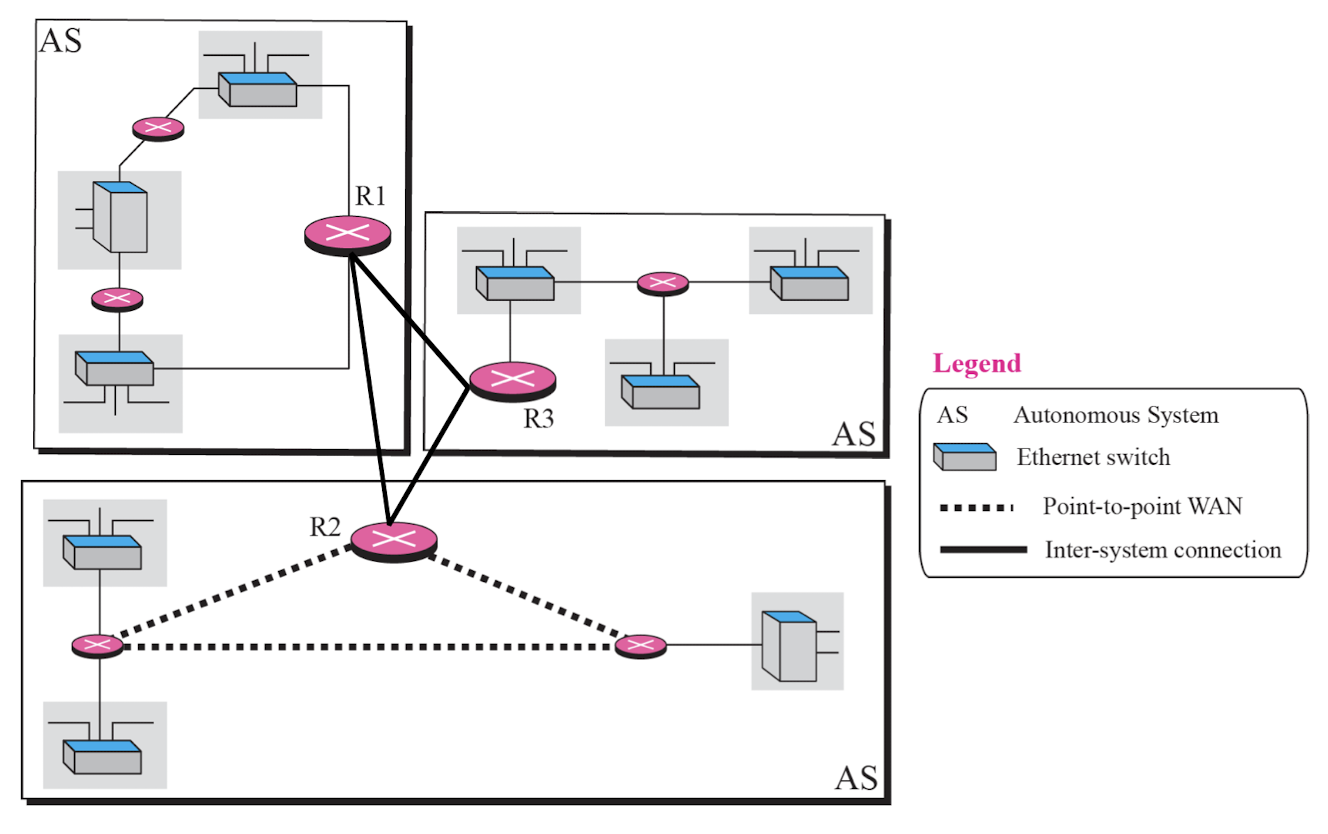 AS
R1
R3
AS
R2
AS
Legend
AS Autonomous System
Ethernet switch
Point-to-point WAN
Inter-system connection